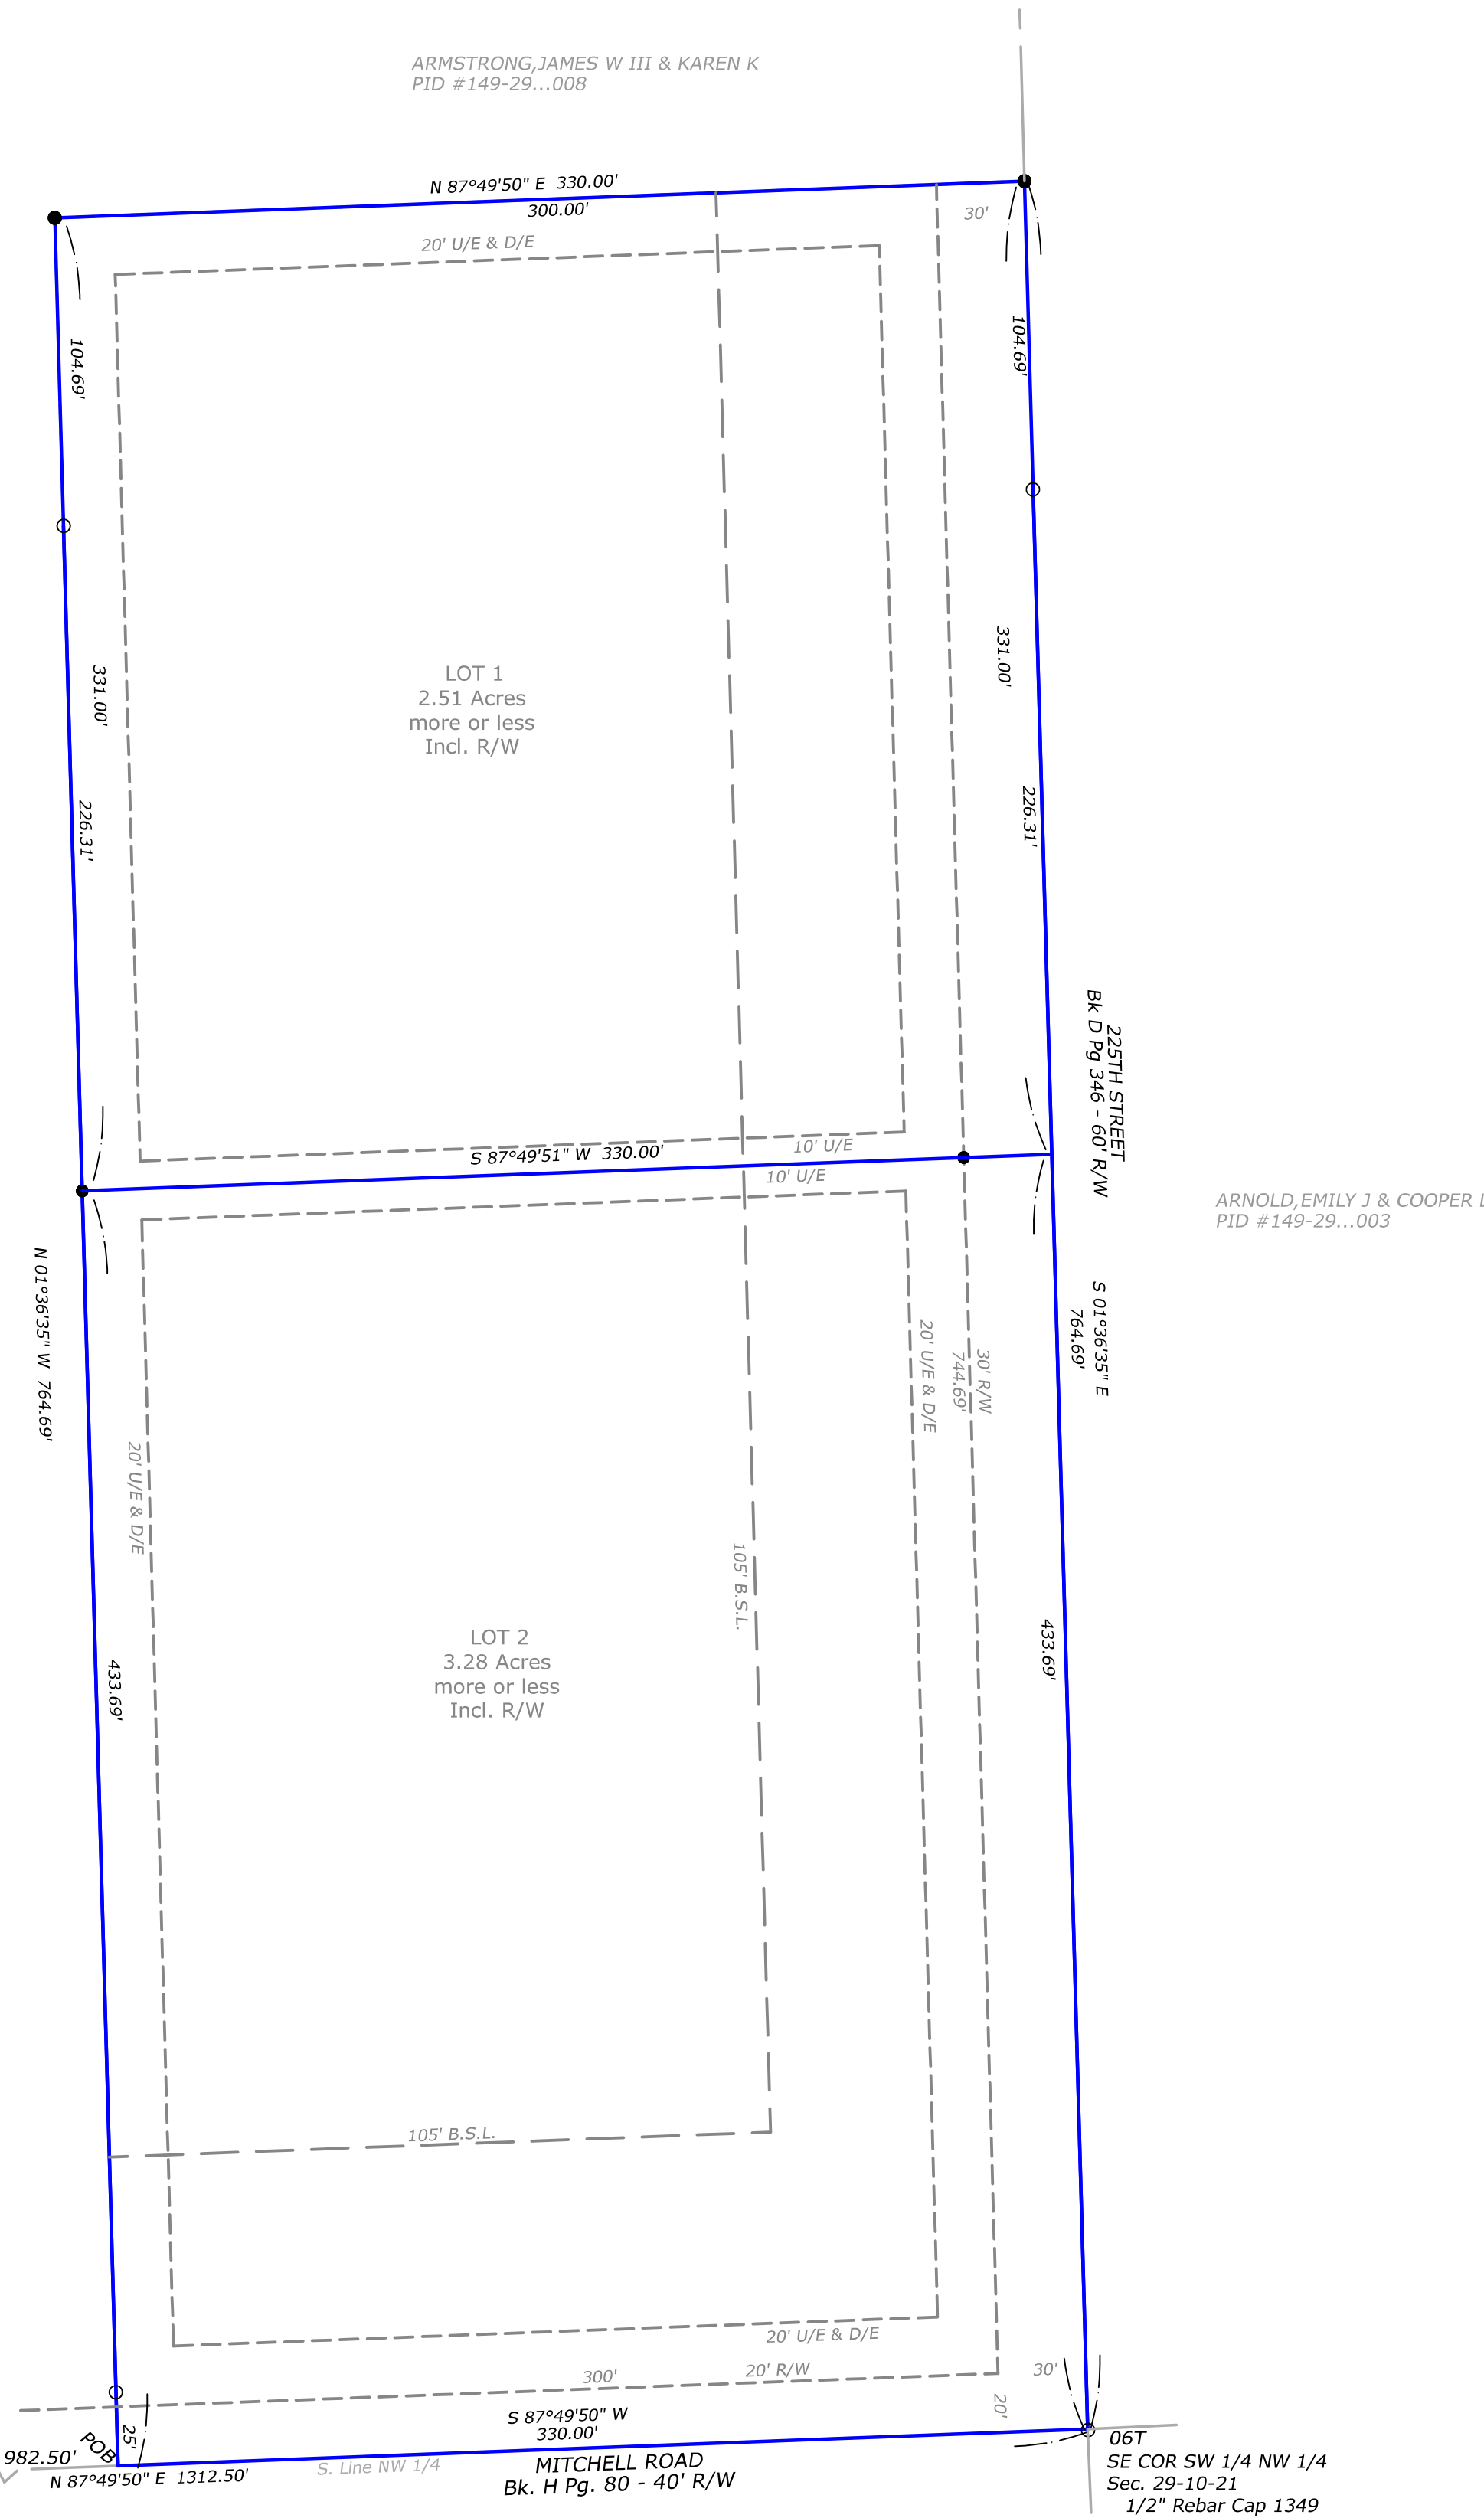 ARMSTRONG,JAMES W III & KAREN K
PID #149-29...008
N 87°49'50" E 330.00'
300.00'
30'
20' U/E & D/E
104.69'
104.69'
331.00'
331.00'
LOT 1
2.51 Acres
more or less
Incl. R/W
226.31'
226.31'
225TH STREET
Bk D Pg 346 - 60' R/W
10' U/E
S 87°49'51" W 330.00'
10' U/E
ARNOLD,EMILY J & COOPER
PID #149-29...003
N 01°36'35" W 764.69'
S 01°36'35" E
764.69'
20' U/E & D/E
30' R/W
744.69'
20' U/E & D/E
105' B.S.L.
LOT 2
3.28 Acres
more or less
Incl. R/W
433.69'
433.69'
105' B.S.L.
20' U/E & D/E
300'
20' R/W
30'
20'
S 87°49'50" W
330.00'
25'
POB
982.50'
N 87°49'50" E 1312.50'
S. Line NW 1/4
MITCHELL ROAD
Bk. H Pg. 80 - 40' R/W
06T
SE COR SW 1/4 NW 1/4
Sec. 29-10-21
1/2" Rebar Cap 1349